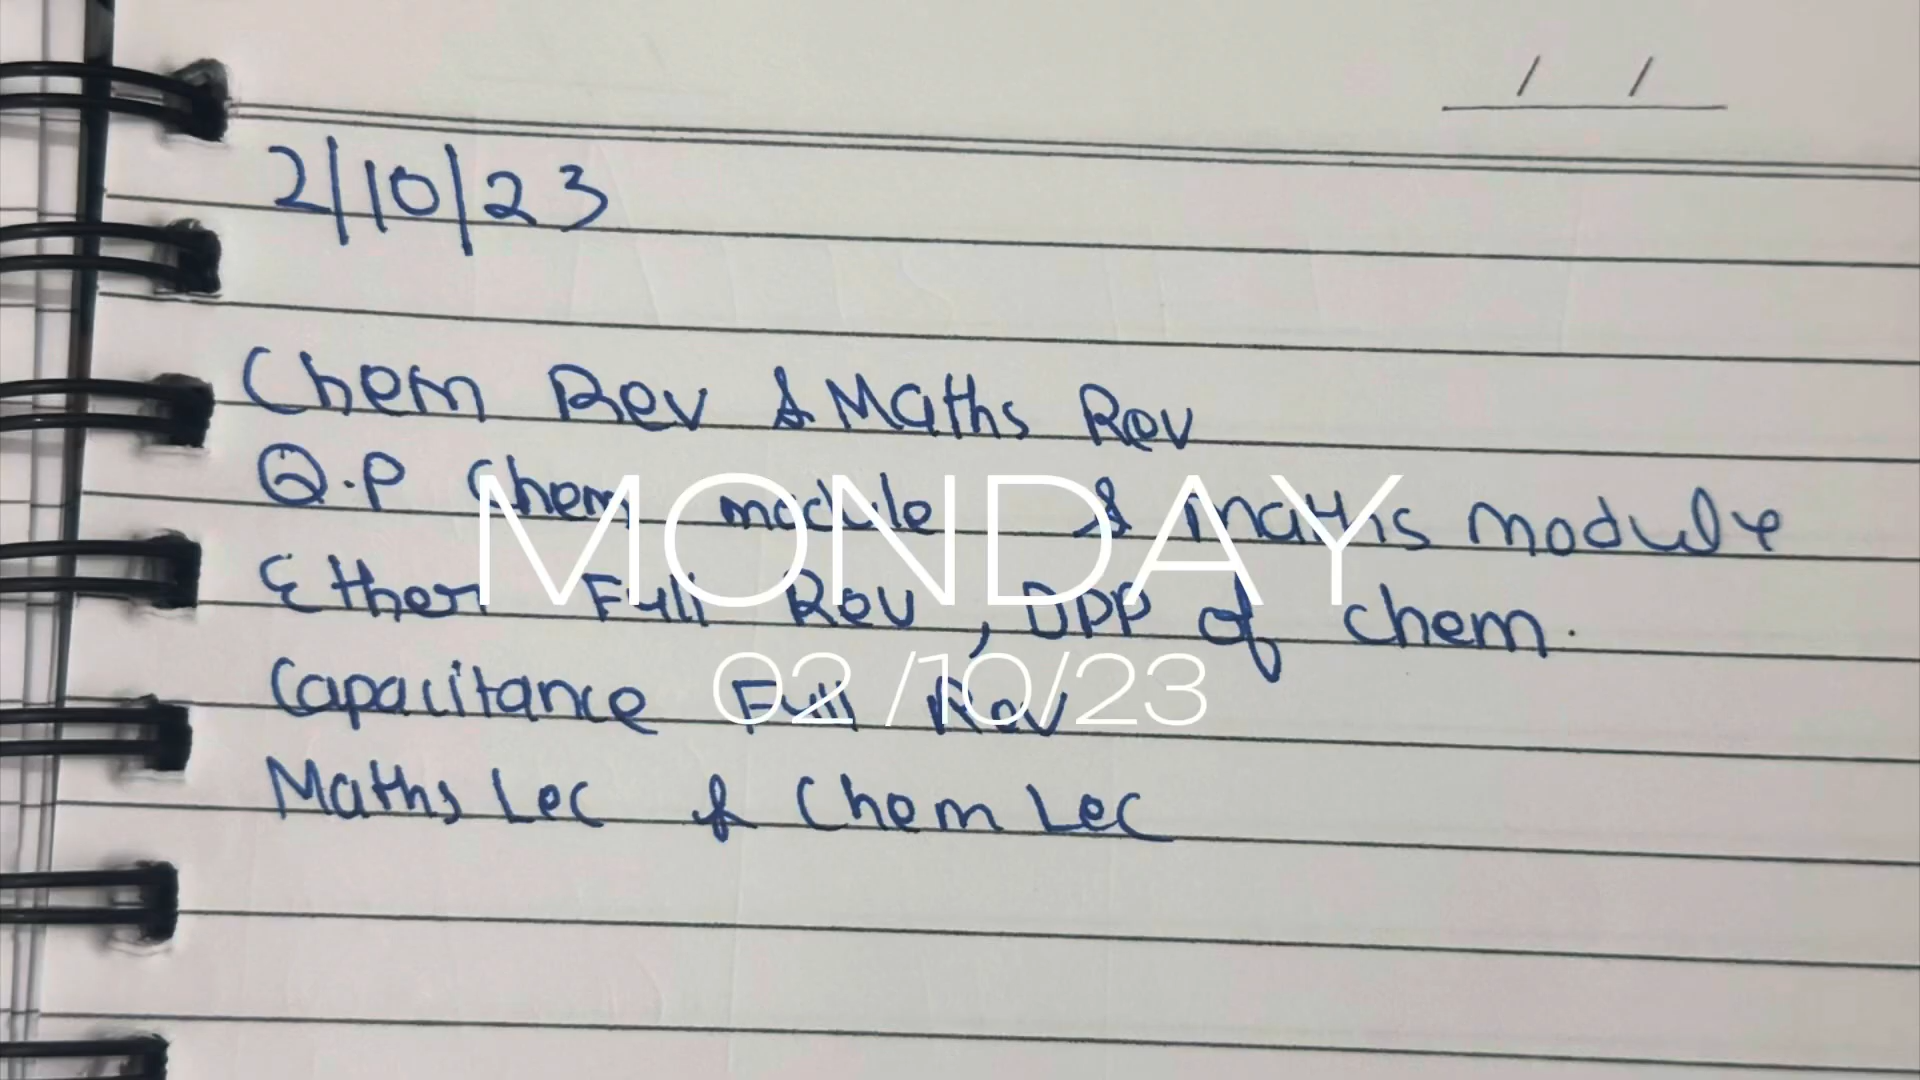 / /
2/10/23
Chem Rev & Maths Rev
Q.P Chem module & maths module
Ether Full Rev, DPP of chem.
Capacitance Full Rev
Maths Lec & Chem Lec
MONDAY
02/10/23